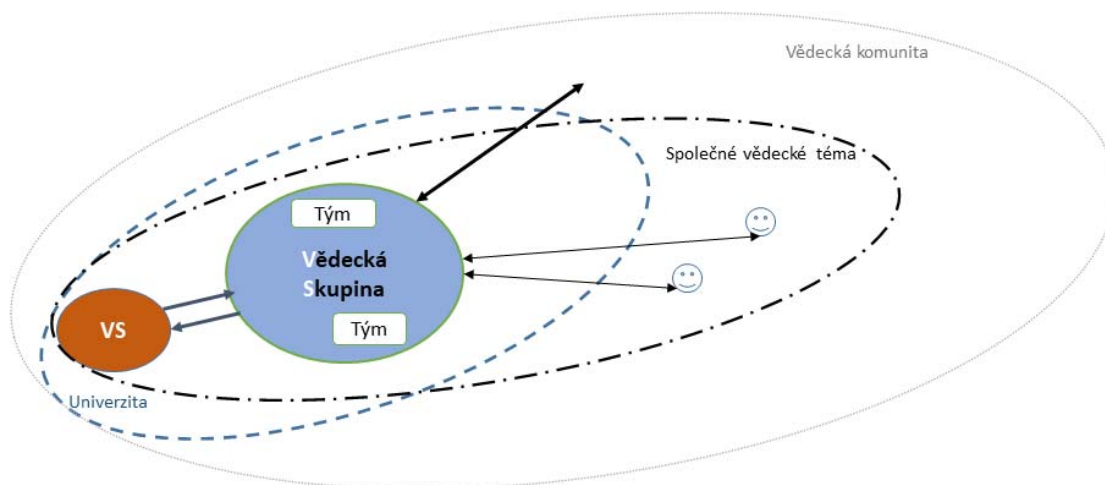 Vědecká komunita
Společné vědecké téma
Tým
Vědecká
Skupina
VS
Tým
Univerzita